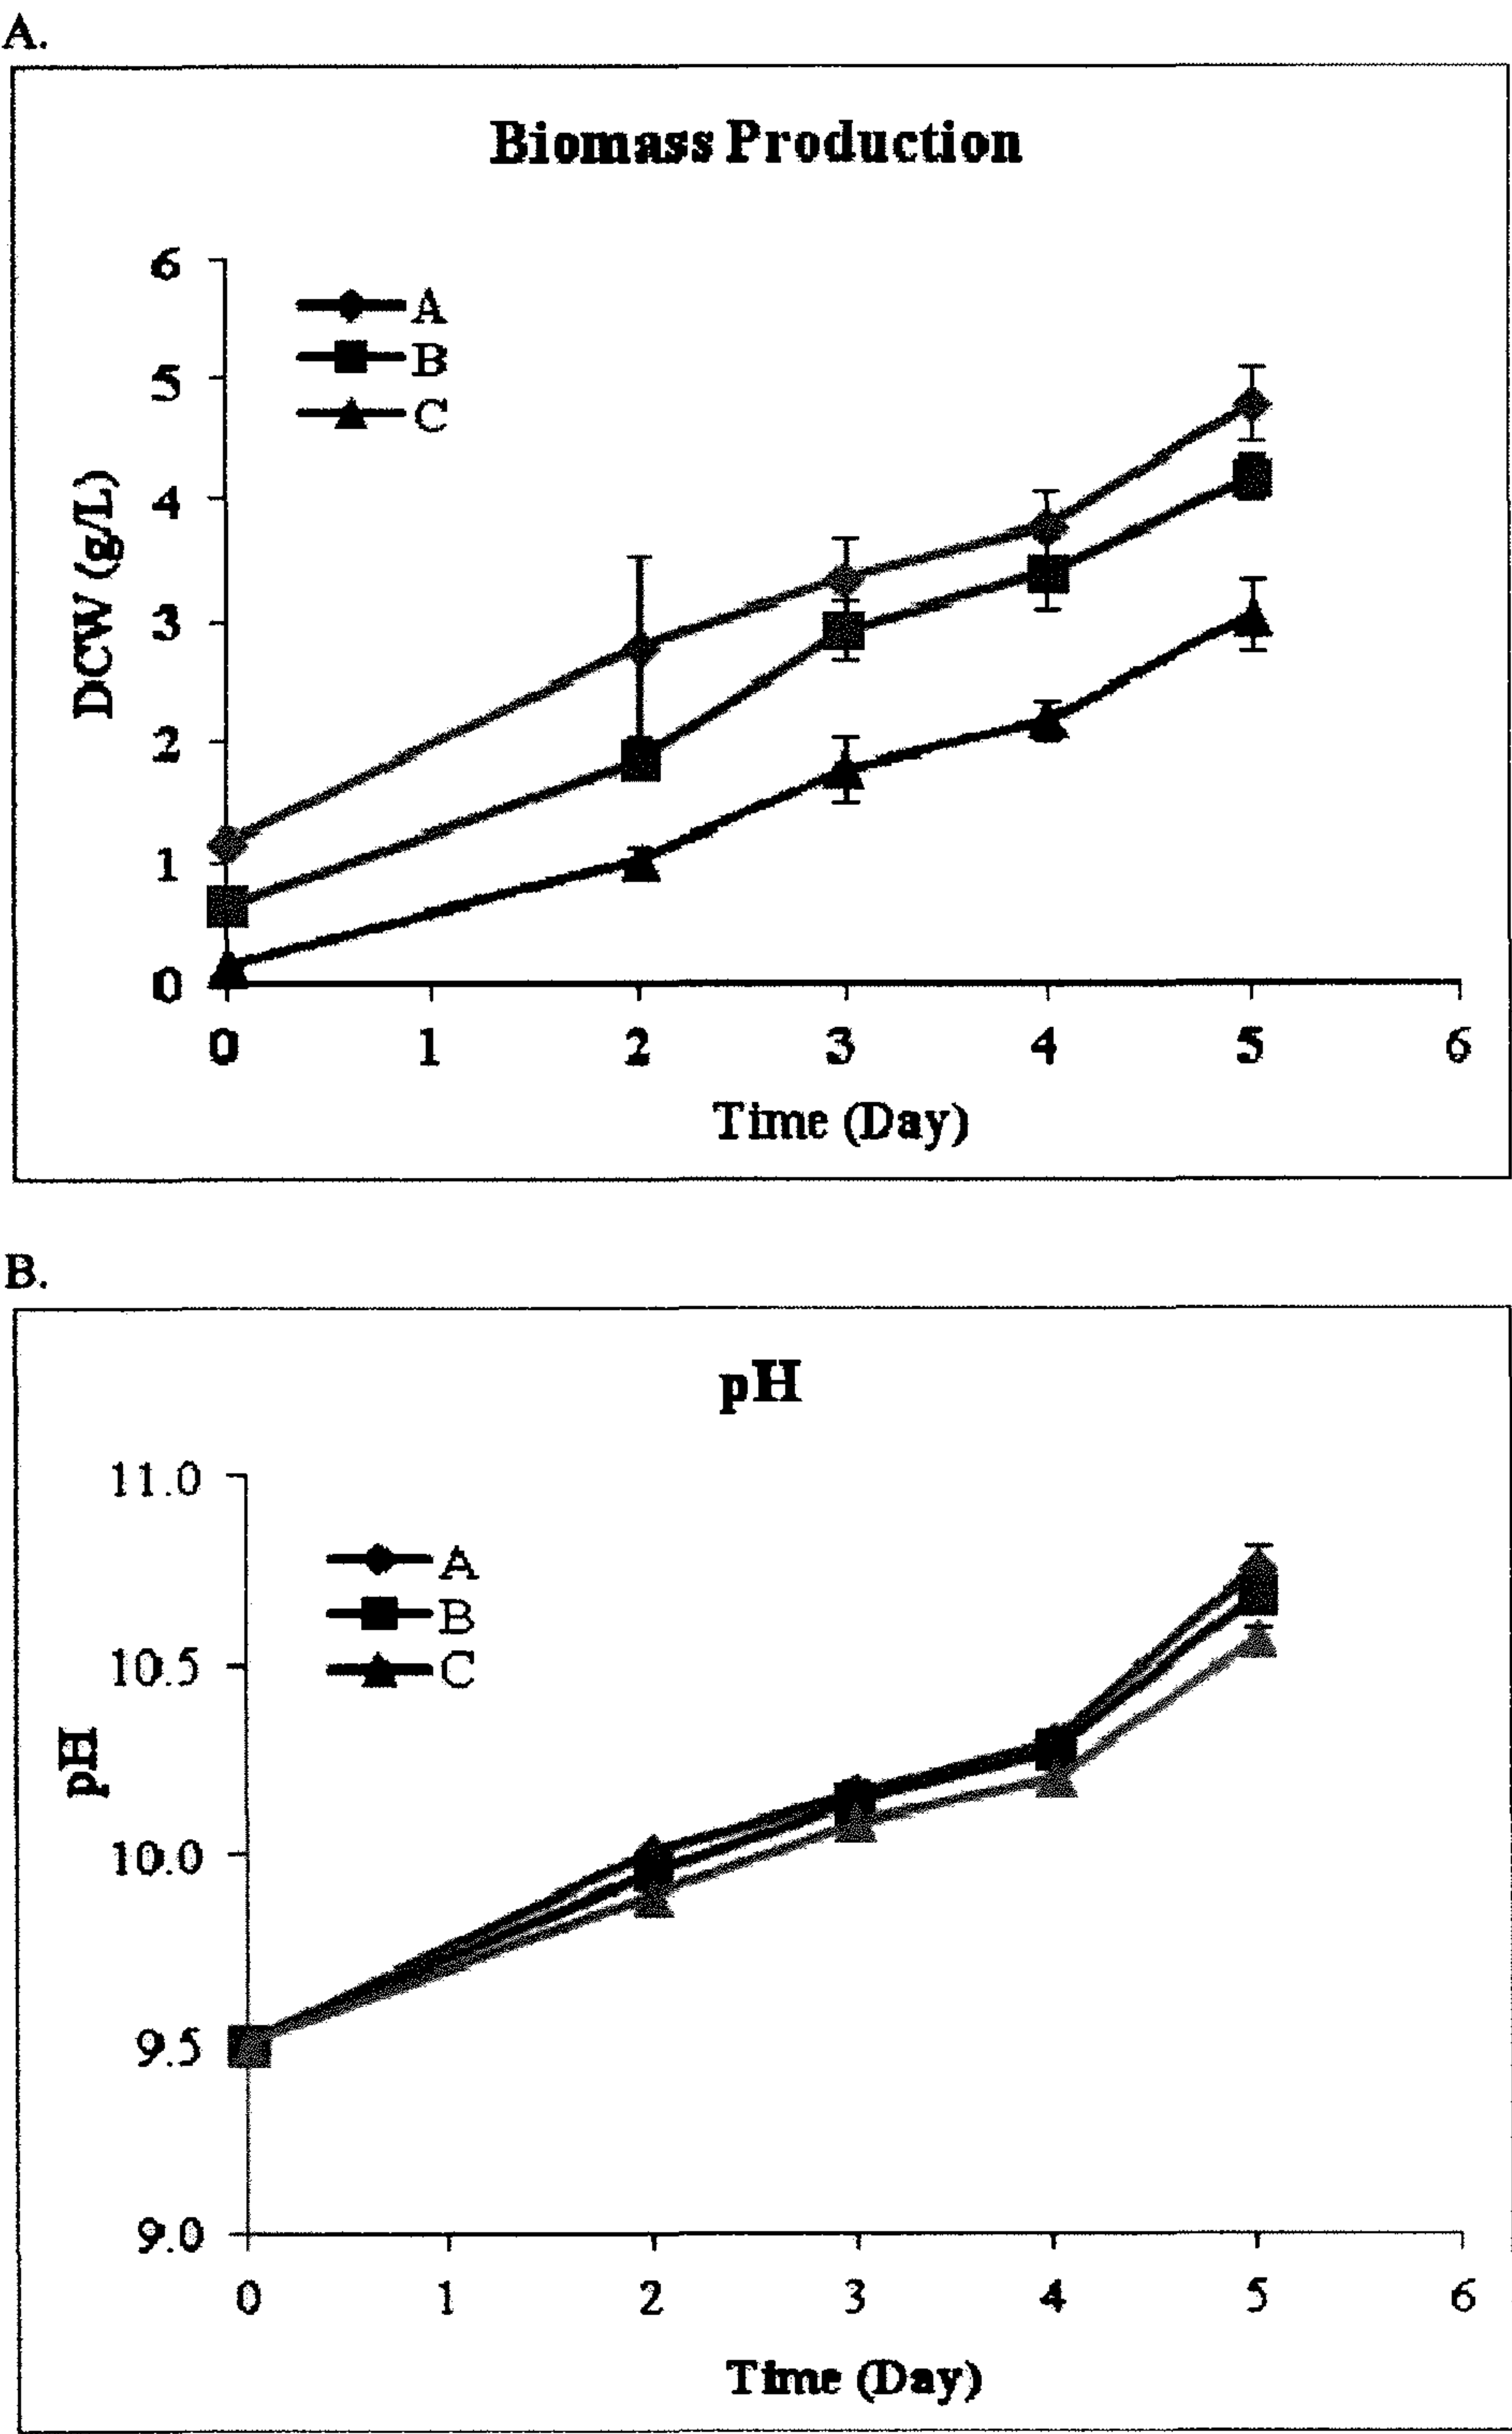 A.
Biomass Production
6
A
B
5
C
4
DCW (g/L)
3
2
1
0
0 1 2 3 4 5 6
Time (Day)
B.
pH
11.0
A
B
10.5
C
pH
10.0
9.5
9.0
0 1 2 3 4 5 6
Time (Day)